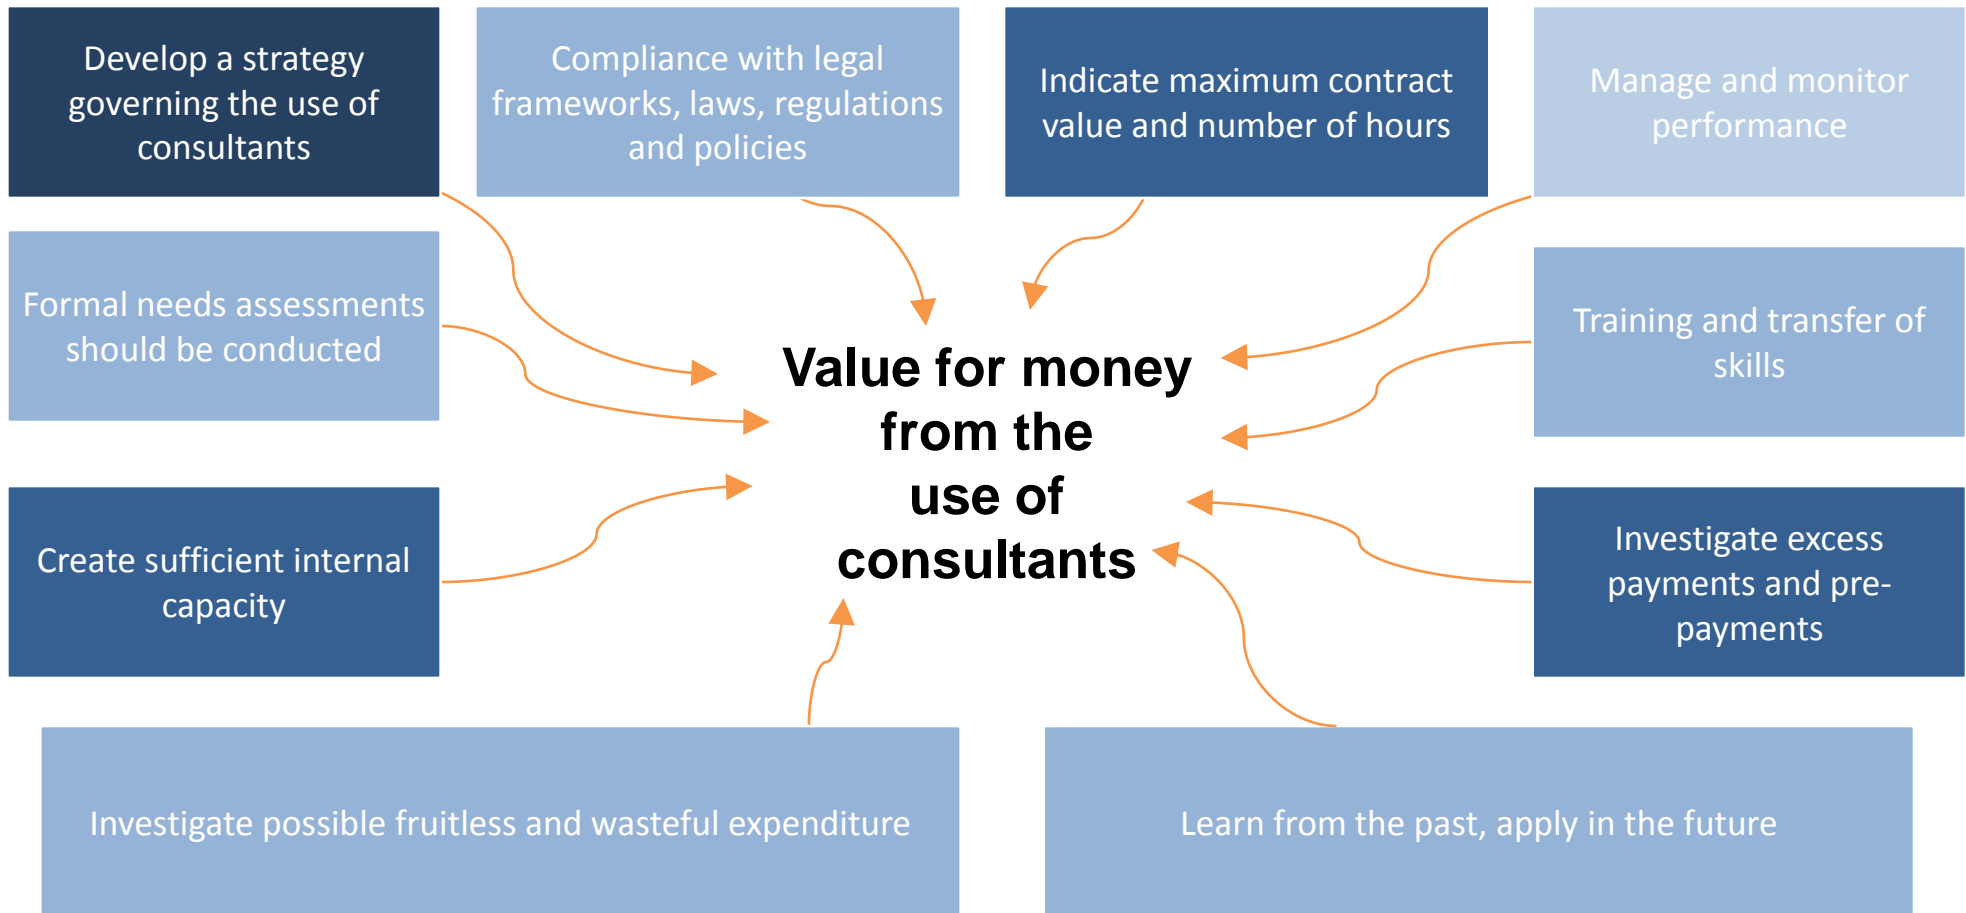 Develop a strategy
governing the use of
consultants
Compliance with legal
frameworks, laws, regulations
and policies
Indicate maximum contract
value and number of hours
Manage and monitor
performance
Formal needs assessments
should be conducted
Training and transfer of
skills
Value for money
from the
use of
consultants
Create sufficient internal
capacity
Investigate excess
payments and pre-
payments
Investigate possible fruitless and wasteful expenditure
Learn from the past, apply in the future